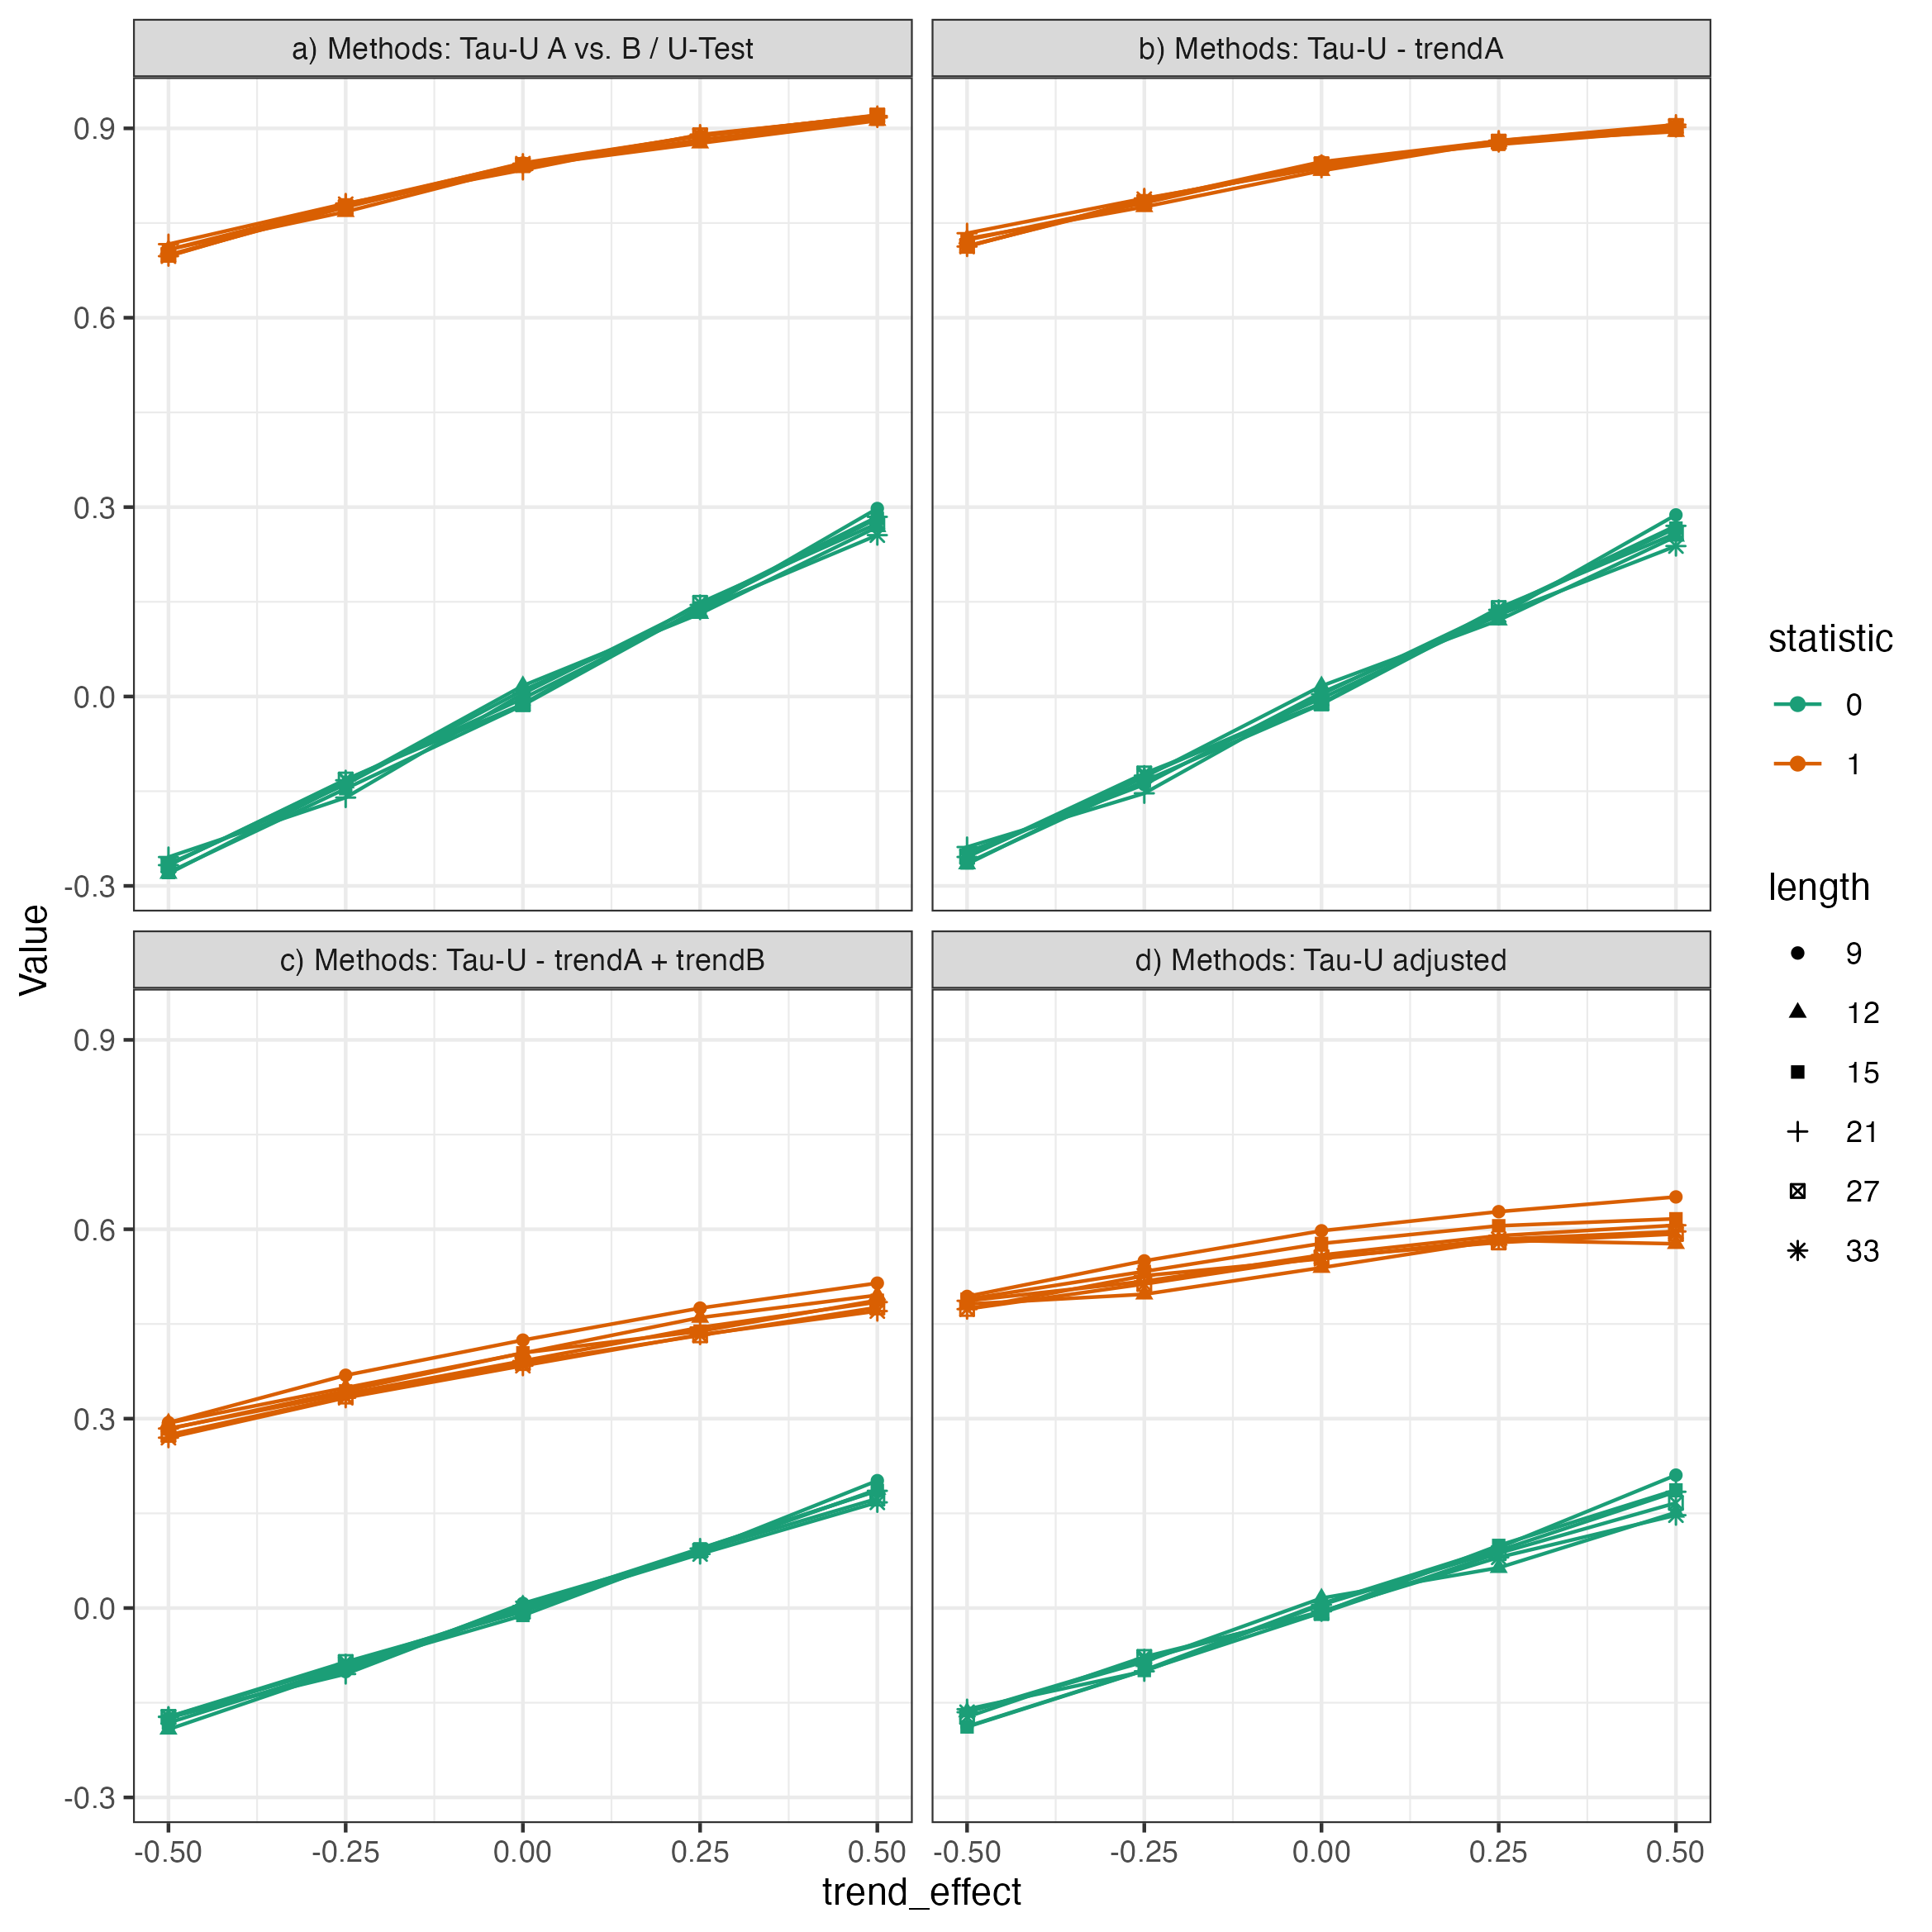 a) Methods: Tau-U A vs. B / U-Test
b) Methods: Tau-U - trendA
0.9
0.6
0.3
0.0
-0.3
c) Methods: Tau-U - trendA + trendB
d) Methods: Tau-U adjusted
0.9
0.6
0.3
0.0
-0.3
-0.50 -0.25 0.00 0.25 0.50
-0.50 -0.25 0.00 0.25 0.50
trend_effect
Value
statistic
0
1
length
9
12
15
21
27
33